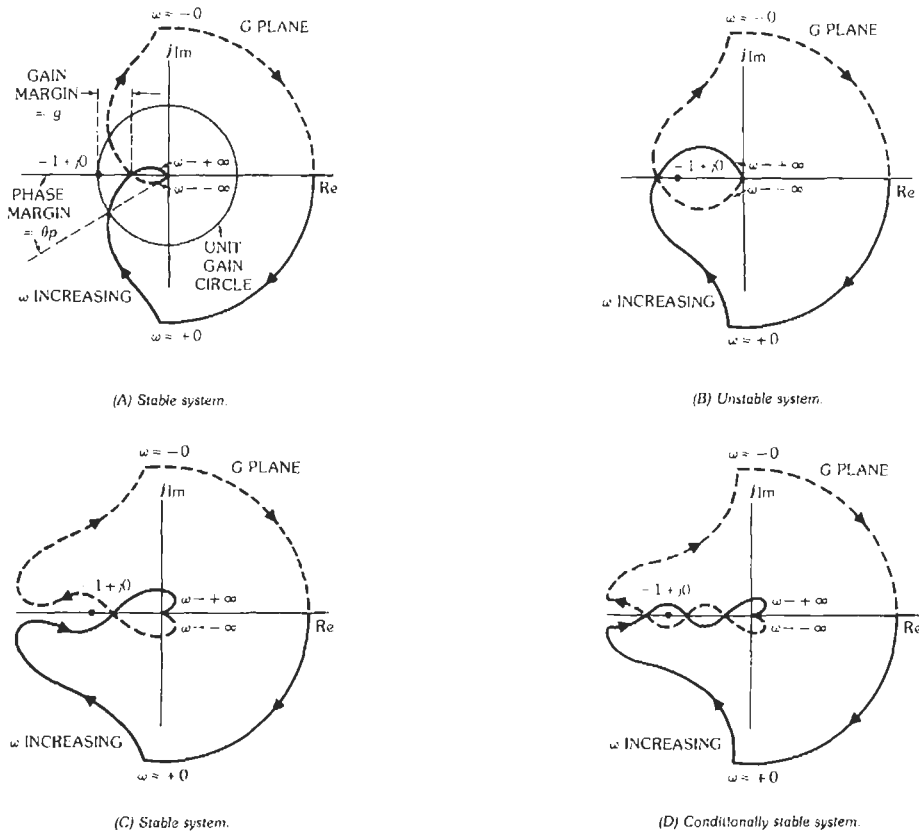 ω ≈ −0
G PLANE
jIm
GAIN
MARGIN
≈ g
−1 + j0
ω → +∞
ω → −∞
Re
PHASE
MARGIN
≈ θp
UNIT
GAIN
CIRCLE
ω INCREASING
ω ≈ +0
(A) Stable system.
ω ≈ −0
G PLANE
jIm
−1 + j0
ω → +∞
ω → −∞
Re
ω INCREASING
ω ≈ +0
(B) Unstable system.
ω ≈ −0
G PLANE
jIm
1 + j0
ω → +∞
ω → −∞
Re
ω INCREASING
ω ≈ +0
(C) Stable system.
ω ≈ −0
G PLANE
jIm
−1 + j0
ω → +∞
ω → −∞
Re
ω INCREASING
ω ≈ +0
(D) Conditionally stable system.